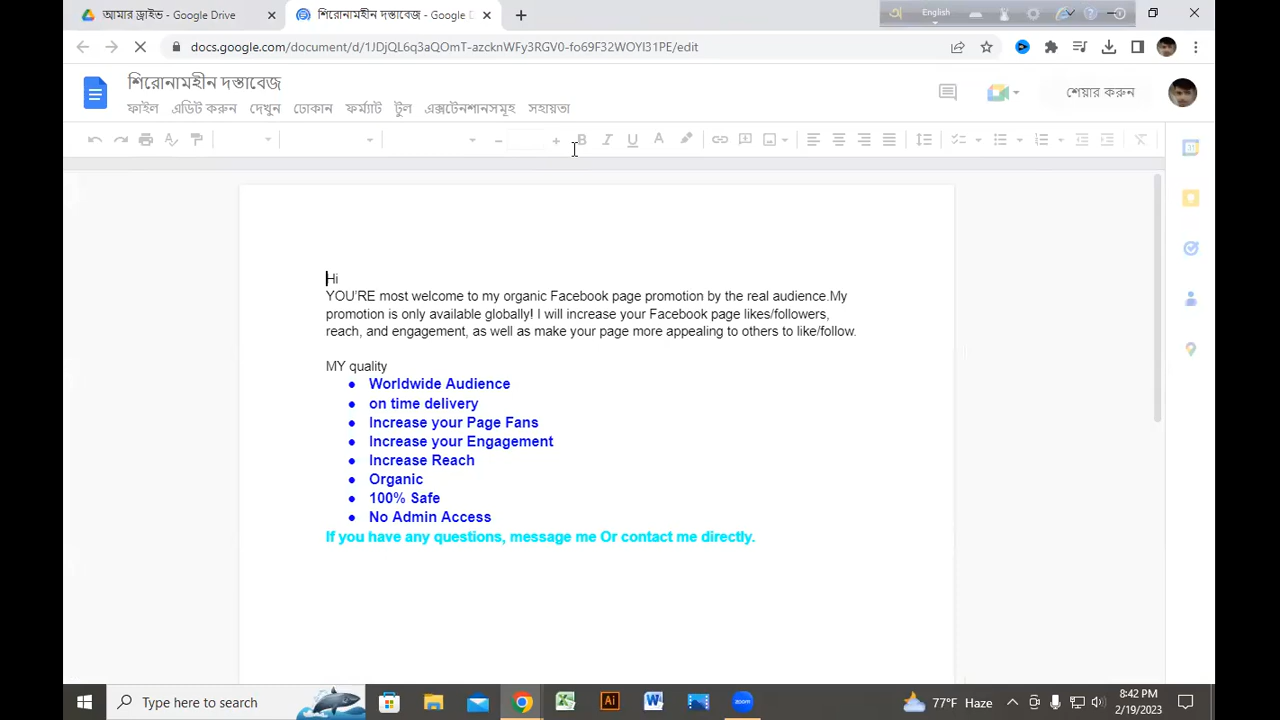 আমার ড্রাইভ - Google Drive
শিরোনামহীন দস্তাবেজ - Google D
English
docs.google.com/document/d/1JDjQL6q3aQOmT-azcknWFy3RGV0-fo69F32WOYI31PE/edit
শিরোনামহীন দস্তাবেজ
ফাইল এডিট করুন দেখুন ঢোকান ফর্ম্যাট টুল এক্সটেনশানসমূহ সহায়তা
শেয়ার করুন
Hi
YOU'RE most welcome to my organic Facebook page promotion by the real audience.My
promotion is only available globally! I will increase your Facebook page likes/followers,
reach, and engagement, as well as make your page more appealing to others to like/follow.
MY quality
● Worldwide Audience
● on time delivery
● Increase your Page Fans
● Increase your Engagement
● Increase Reach
● Organic
● 100% Safe
● No Admin Access
If you have any questions, message me Or contact me directly.
Type here to search
77°F Haze
8:42 PM
2/19/2023